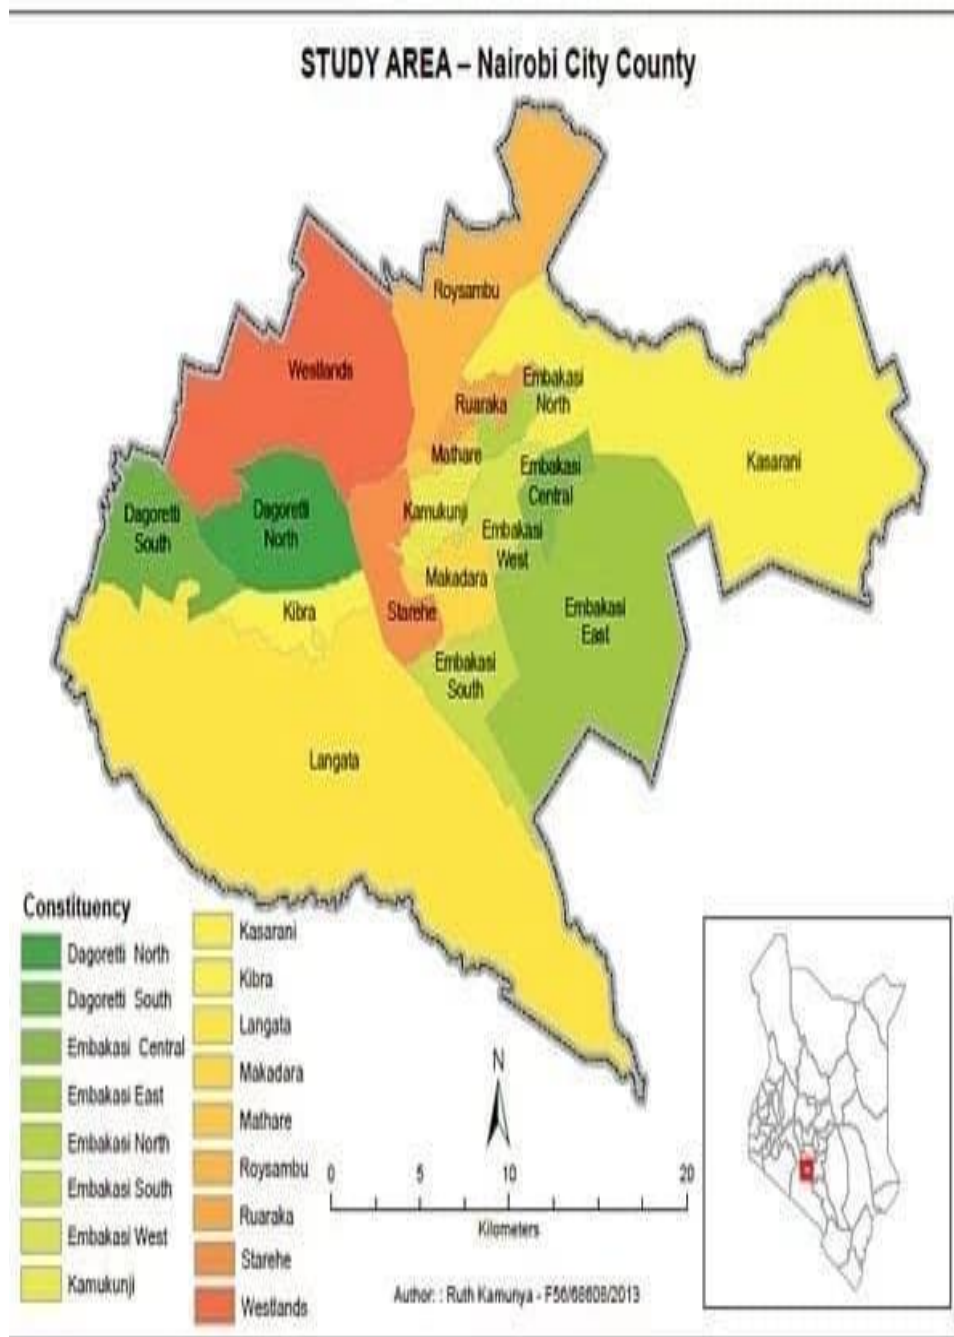 STUDY AREA – Nairobi City County
Roysambu
Westlands
Ruaraka
Embakasi
North
Mathare
Embakasi
Central
Kasarani
Dagoretti
South
Dagoretti
North
Kamukunji
Embakasi
West
Makadara
Kibra
Starehe
Embakasi
East
Embakasi
South
Langata
Constituency
Dagoretti North
Dagoretti South
Embakasi Central
Embakasi East
Embakasi North
Embakasi South
Embakasi West
Kamukunji
Kasarani
Kibra
Langata
Makadara
Mathare
Roysambu
Ruaraka
Starehe
Westlands
N
0 5 10 20
Kilometers
Author: : Ruth Kamunya - F56/68608/2013